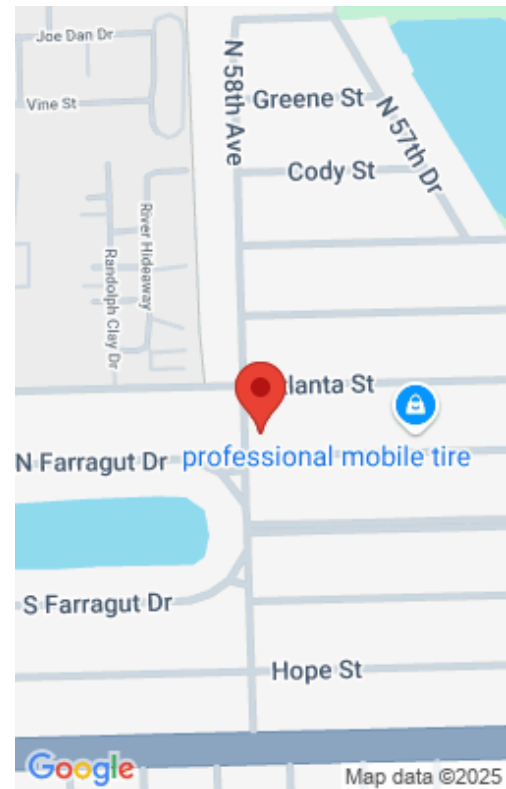 Joe Dan Dr
N 58th Ave
Greene St
N 57th Dr
Vine St
Cody St
River Hideaway
Randolph Clay Dr
tlanta St
N Farragut Dr
professional mobile tire
S Farragut Dr
Hope St
Google
Map data ©2025